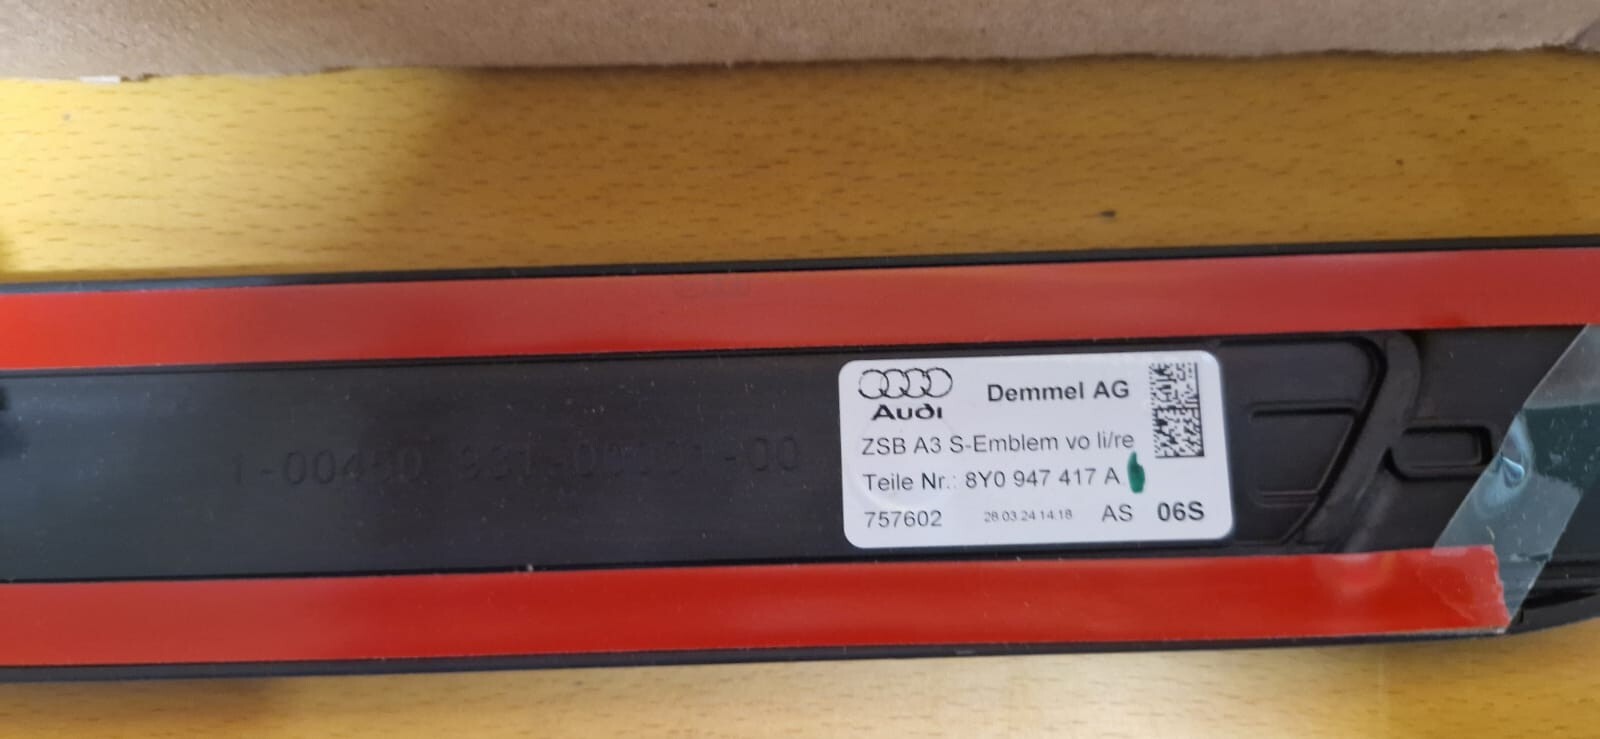 Audi
Demmel AG
ZSB A3 S-Emblem vo li/re
Teile Nr.: 8Y0 947 417 A
757602 28.03.24 14.18 AS 06S